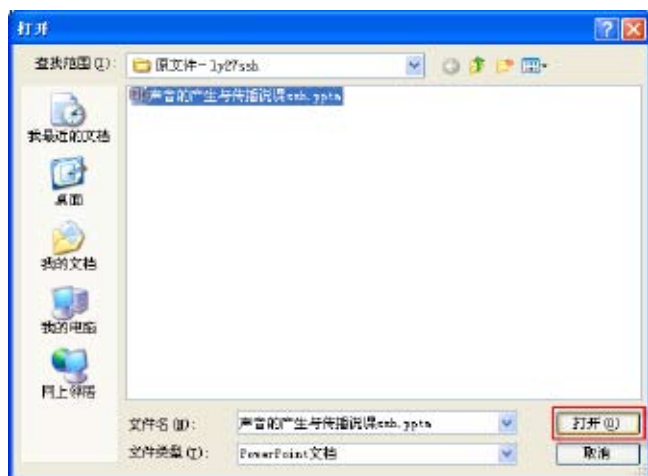 打开
查找范围(I):
原文件-ly27ssh
声音的产生与传播说课ssh.pptx
我最近的文档
桌面
我的文档
我的电脑
网上邻居
文件名(N):
声音的产生与传播说课ssh.pptx
打开(O)
文件类型(T):
PowerPoint文档
取消